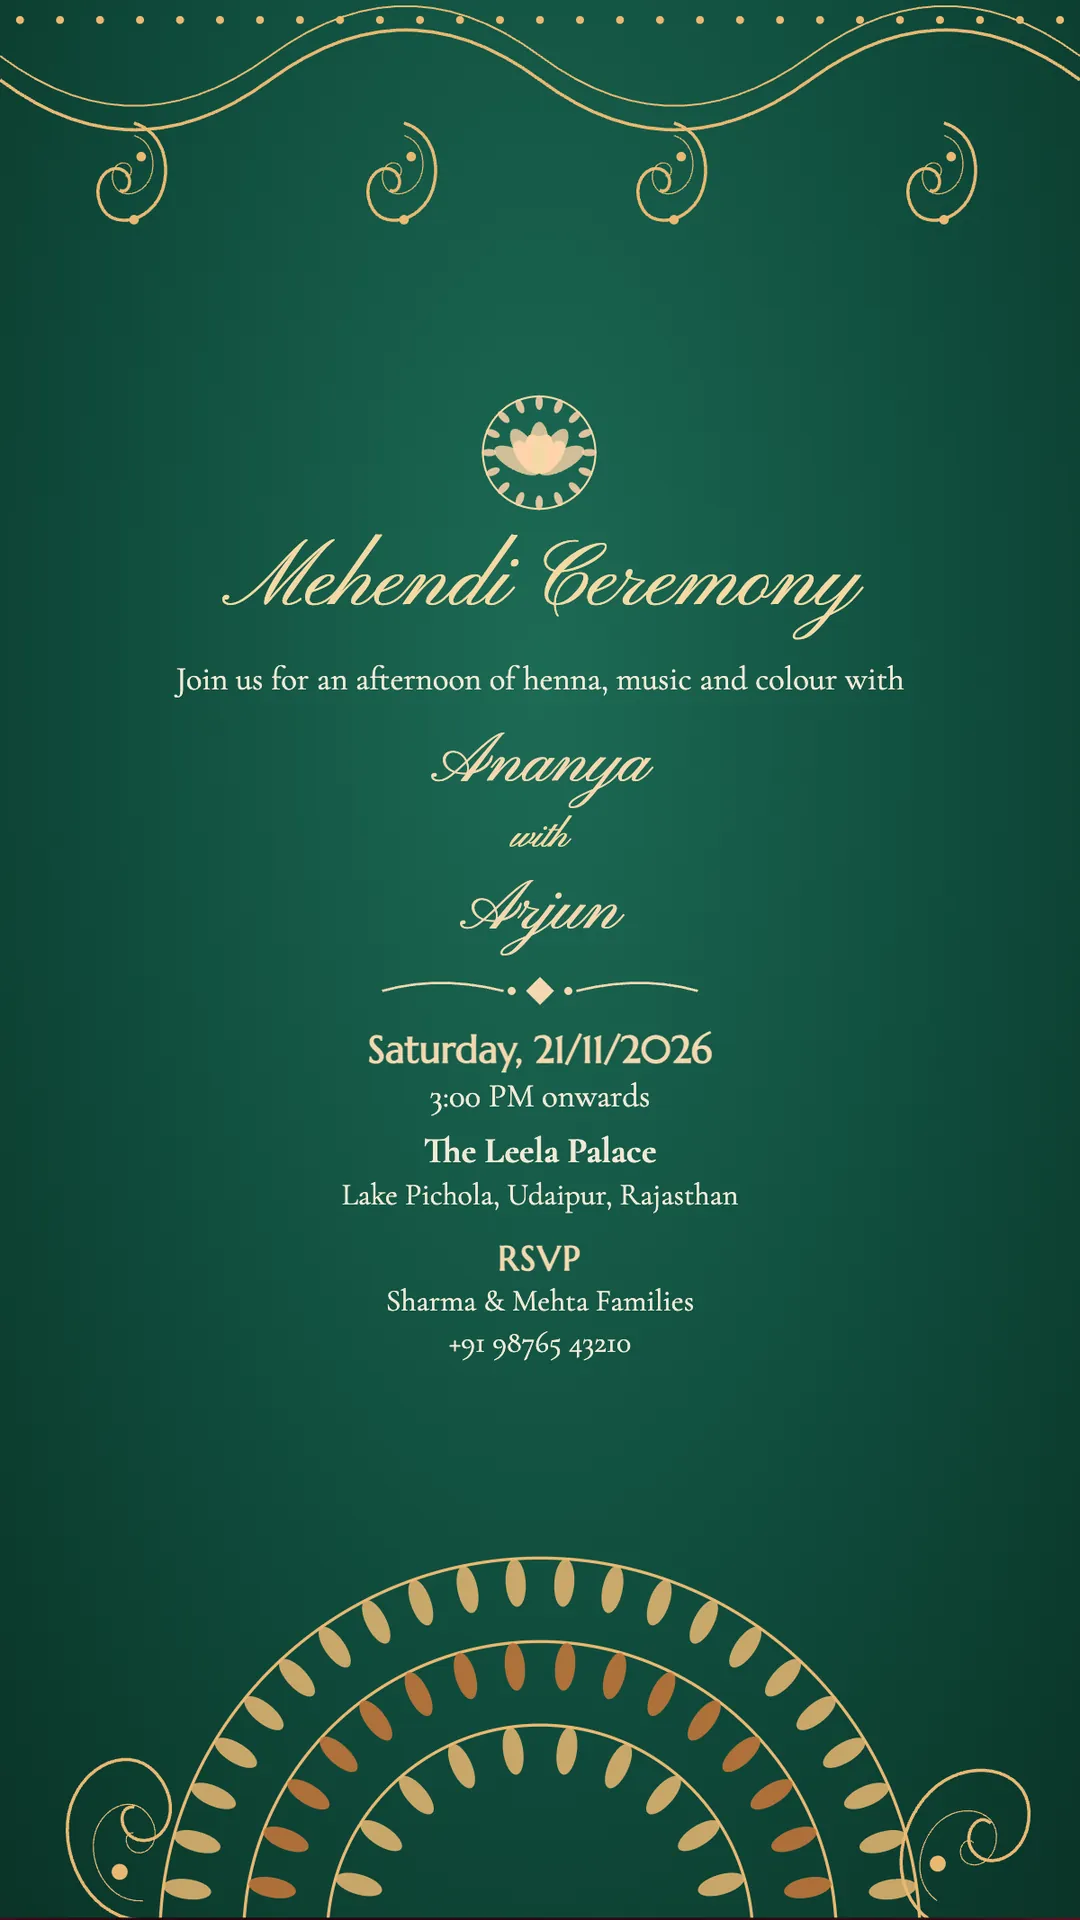 Mehendi Ceremony
Join us for an afternoon of henna, music and colour with
Ananya
with
Arjun
Saturday, 21/11/2026
3:00 PM onwards
The Leela Palace
Lake Pichola, Udaipur, Rajasthan
RSVP
Sharma & Mehta Families
+91 98765 43210